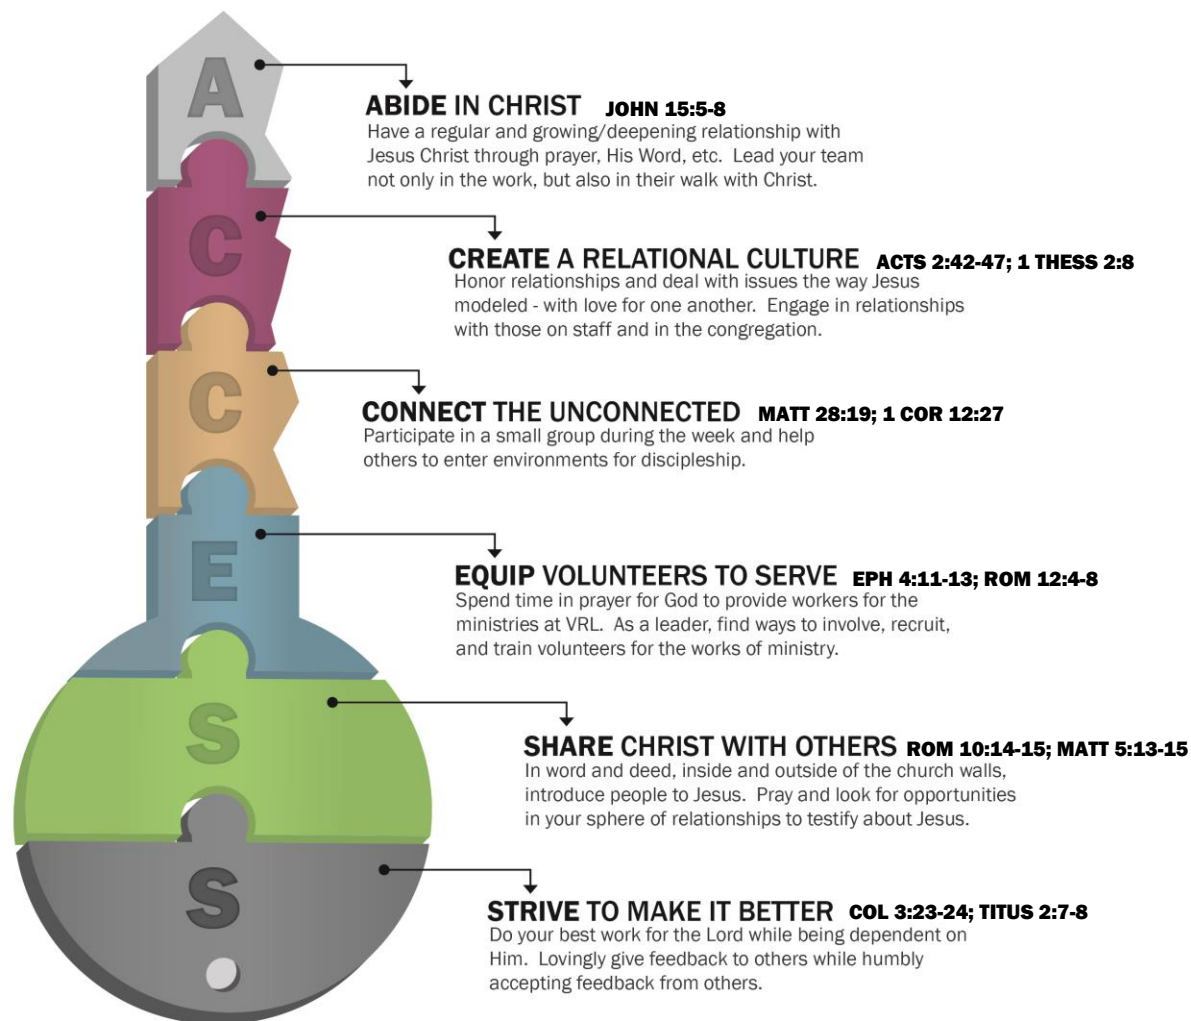 A
ABIDE IN CHRIST JOHN 15:5-8
Have a regular and growing/deepening relationship with
Jesus Christ through prayer, His Word, etc. Lead your team
not only in the work, but also in their walk with Christ.
C
CREATE A RELATIONAL CULTURE ACTS 2:42-47; 1 THESS 2:8
Honor relationships and deal with issues the way Jesus
modeled - with love for one another. Engage in relationships
with those on staff and in the congregation.
C
CONNECT THE UNCONNECTED MATT 28:19; 1 COR 12:27
Participate in a small group during the week and help
others to enter environments for discipleship.
E
EQUIP VOLUNTEERS TO SERVE EPH 4:11-13; ROM 12:4-8
Spend time in prayer for God to provide workers for the
ministries at VRL. As a leader, find ways to involve, recruit,
and train volunteers for the works of ministry.
S
SHARE CHRIST WITH OTHERS ROM 10:14-15; MATT 5:13-15
In word and deed, inside and outside of the church walls,
introduce people to Jesus. Pray and look for opportunities
in your sphere of relationships to testify about Jesus.
S
STRIVE TO MAKE IT BETTER COL 3:23-24; TITUS 2:7-8
Do your best work for the Lord while being dependent on
Him. Lovingly give feedback to others while humbly
accepting feedback from others.